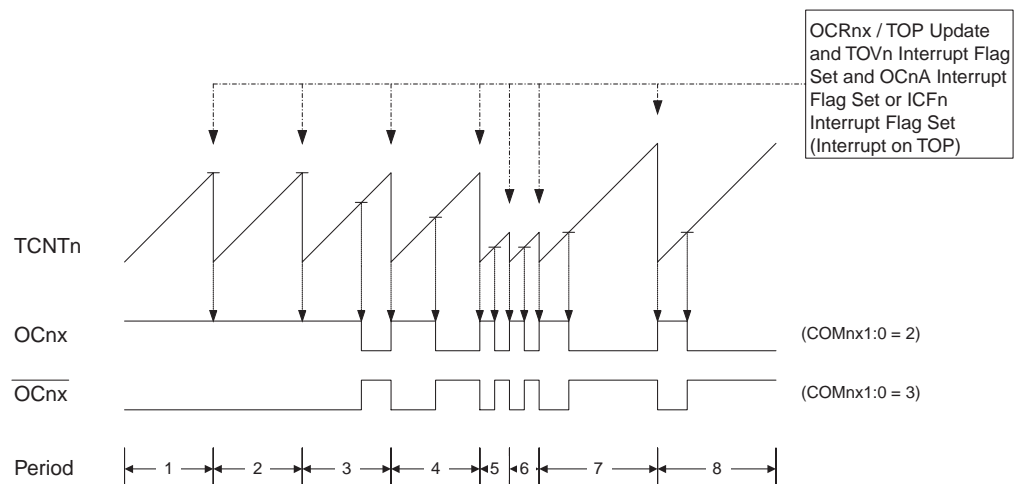 OCRnx / TOP Update
and TOVn Interrupt Flag
Set and OCnA Interrupt
Flag Set or ICFn
Interrupt Flag Set
(Interrupt on TOP)
TCNTn
OCnx
(COMnx1:0 = 2)
OCnx
(COMnx1:0 = 3)
Period
1
2
3
4
5
6
7
8